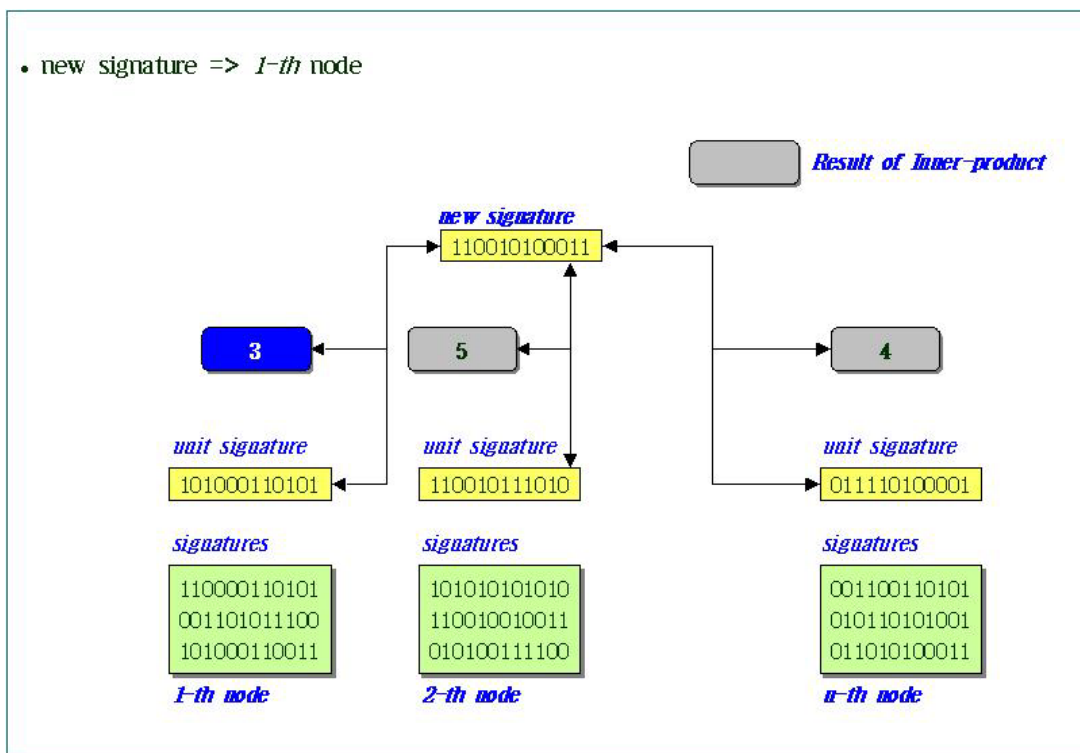 • new signature => 1-th node
Result of Inner-product
new signature
110010100011
3 5 4
unit signature unit signature unit signature
101000110101 110010111010 011110100001
signatures signatures signatures
110000110101 101010101010 001100110101
001101011100 110010010011 010110101001
101000110011 010100111100 011010100011
1-th node 2-th node n-th node